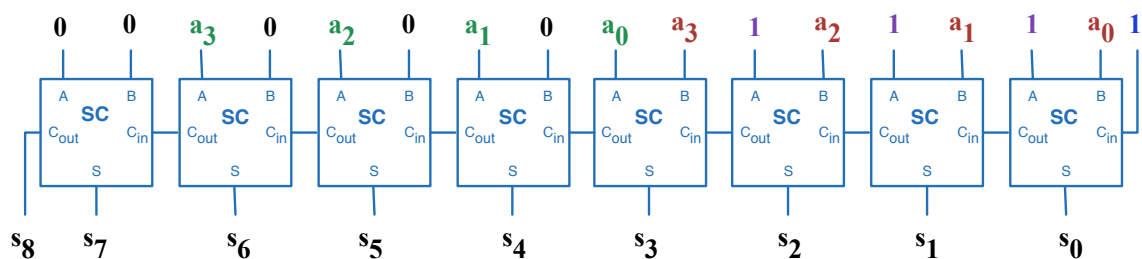 0 0 a3 0 a2 0 a1 0 a0 a3 1 a2 1 a1 1 a0 1
A B A B A B A B A B A B A B A B
SC SC SC SC SC SC SC SC
Cout Cin Cout Cin Cout Cin Cout Cin Cout Cin Cout Cin Cout Cin Cout Cin
S S S S S S S S
s8 s7 s6 s5 s4 s3 s2 s1 s0